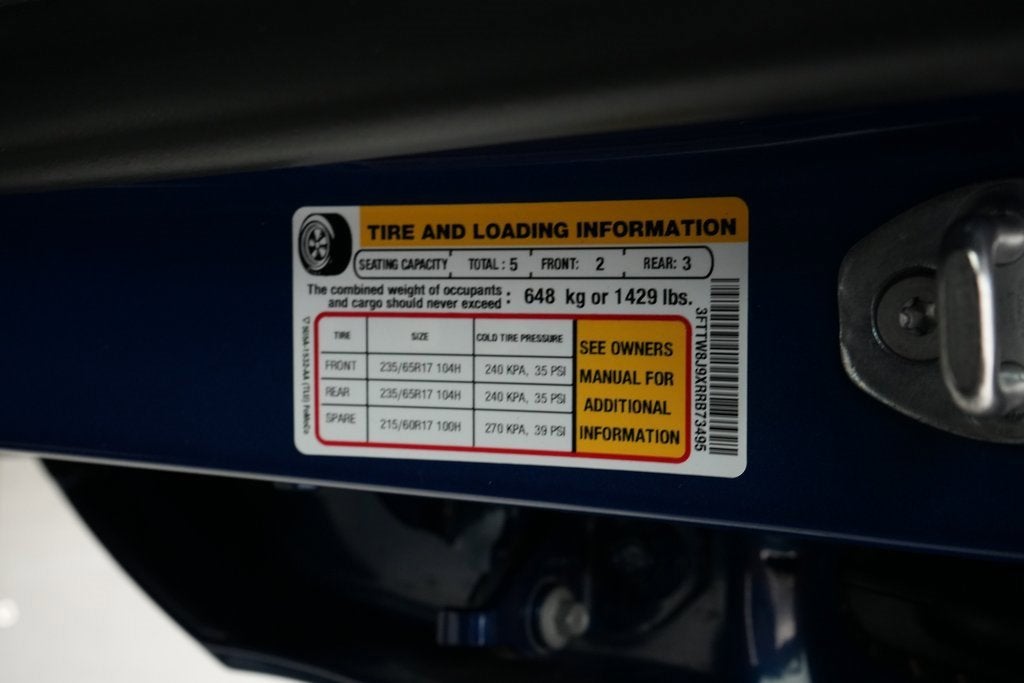 TIRE AND LOADING INFORMATION
SEATING CAPACITY TOTAL : 5 FRONT: 2 REAR: 3
The combined weight of occupants
and cargo should never exceed : 648 kg or 1429 lbs.
TIRE SIZE COLD TIRE PRESSURE
FRONT 235/65R17 104H 240 KPA, 35 PSI
REAR 235/65R17 104H 240 KPA, 35 PSI
SPARE 215/60R17 100H 270 KPA, 39 PSI
SEE OWNERS
MANUAL FOR
ADDITIONAL
INFORMATION
3FTTW8J9XRRB73495